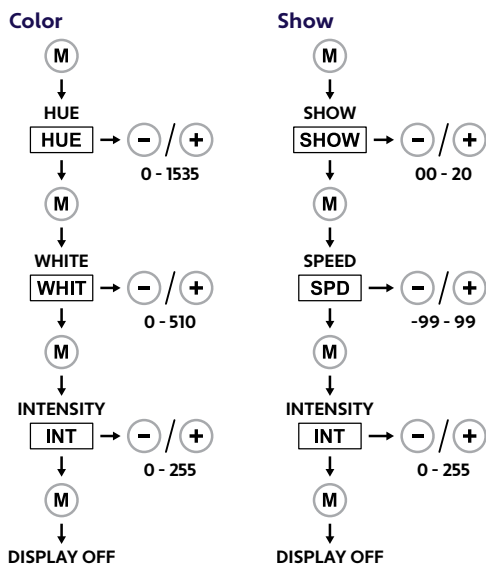 Color
M
HUE
HUE - / +
0 - 1535
M
WHITE
WHIT - / +
0 - 510
M
INTENSITY
INT - / +
0 - 255
M
DISPLAY OFF
Show
M
SHOW
SHOW - / +
00 - 20
M
SPEED
SPD - / +
-99 - 99
M
INTENSITY
INT - / +
0 - 255
M
DISPLAY OFF